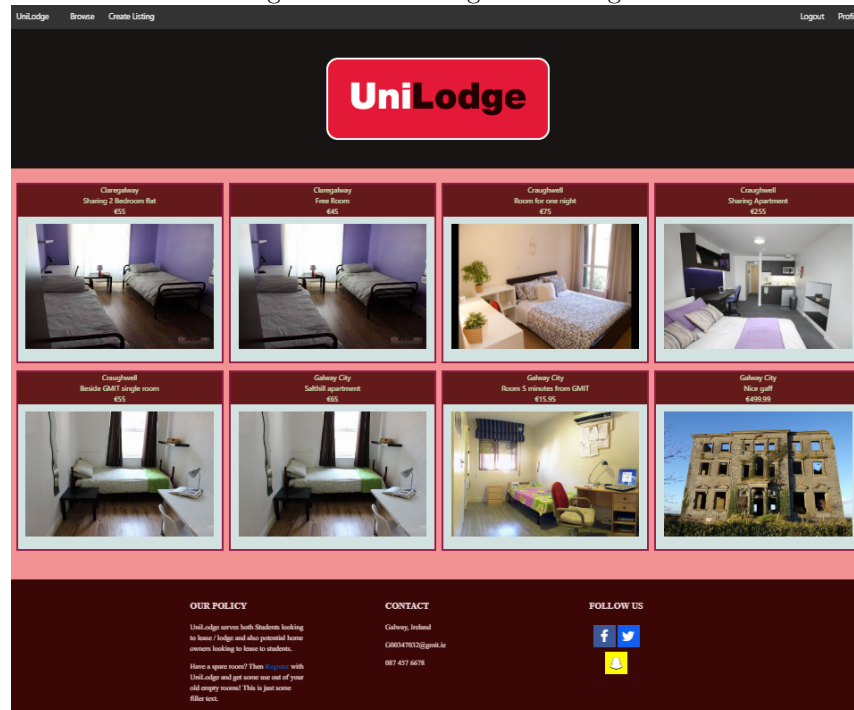 UniLodge Browse Create Listing Logout Profi
UniLodge
Claregalway
Sharing 2 Bedroom flat
€55
Claregalway
Free Room
€45
Craughwell
Room for one night
€75
Craughwell
Sharing Apartment
€255
Craughwell
Beside GMIT single room
€55
Galway City
Salthill apartment
€65
Galway City
Room 5 minutes from GMIT
€15.95
Galway City
Nice gaff
€499.99
OUR POLICY
UniLodge serves both Students looking
to lease / lodge and also potential home
owners looking to lease to students.
Have a spare room? Then Register with
UniLodge and get some use out of your
old empty rooms! This is just some
filler text.
CONTACT
Galway, Ireland
G00347032@gmit.ie
087 457 6678
FOLLOW US